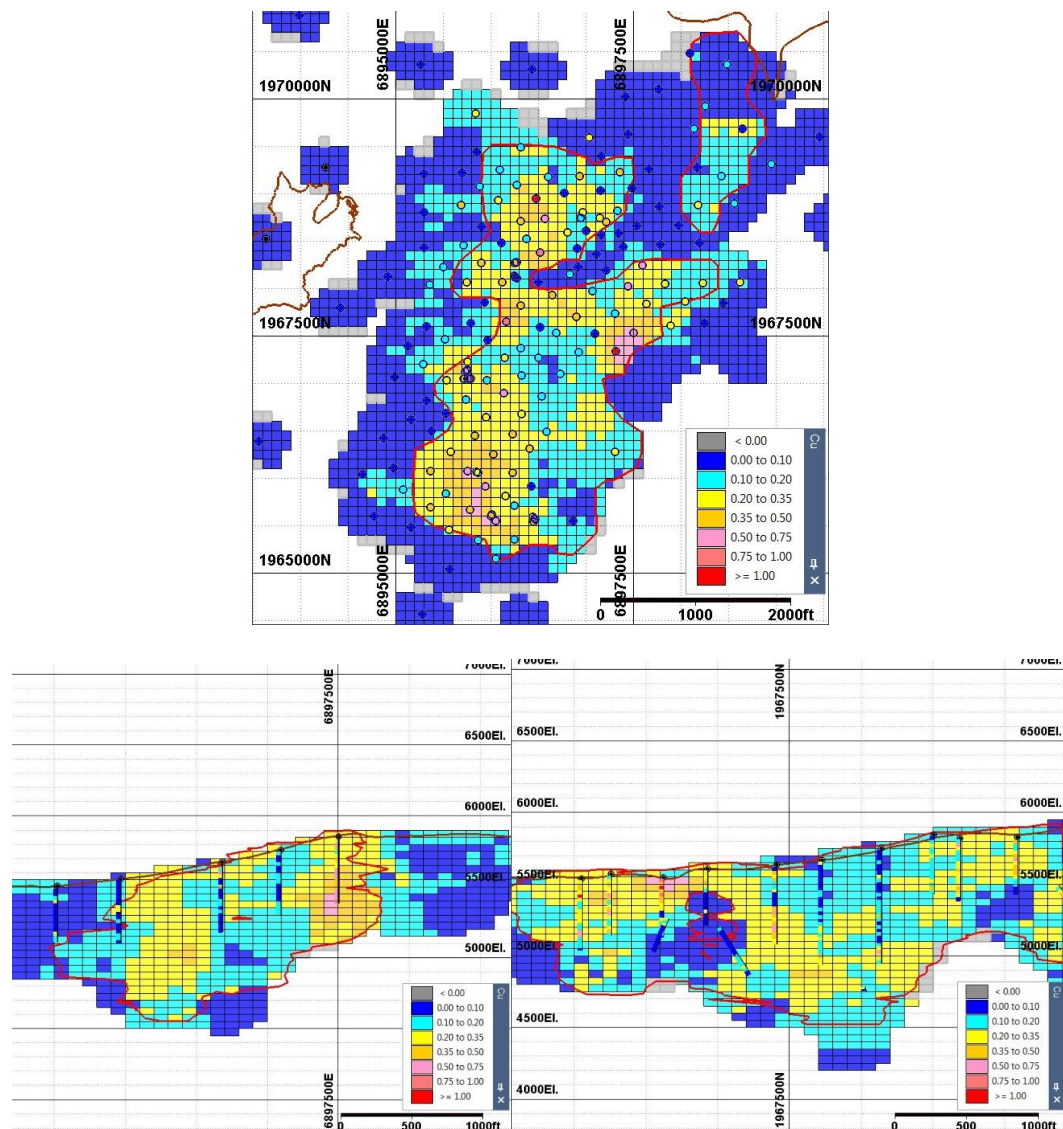 6895000E
6897500E
1970000N
1970000N
1967500N
1967500N
1965000N
6895000E
6897500E
Cu
< 0.00
0.00 to 0.10
0.10 to 0.20
0.20 to 0.35
0.35 to 0.50
0.50 to 0.75
0.75 to 1.00
>= 1.00
0 1000 2000ft
7000El.
6897500E
6500El.
6000El.
5500El.
5000El.
Cu
< 0.00
0.00 to 0.10
0.10 to 0.20
0.20 to 0.35
0.35 to 0.50
0.50 to 0.75
0.75 to 1.00
>= 1.00
6897500E
0 500 1000ft
7000El.
7000El.
1967500N
6500El.
6500El.
6000El.
6000El.
5500El.
5500El.
5000El.
5000El.
4500El.
4500El.
4000El.
Cu
< 0.00
0.00 to 0.10
0.10 to 0.20
0.20 to 0.35
0.35 to 0.50
0.50 to 0.75
0.75 to 1.00
>= 1.00
1967500N
0 500 1000ft